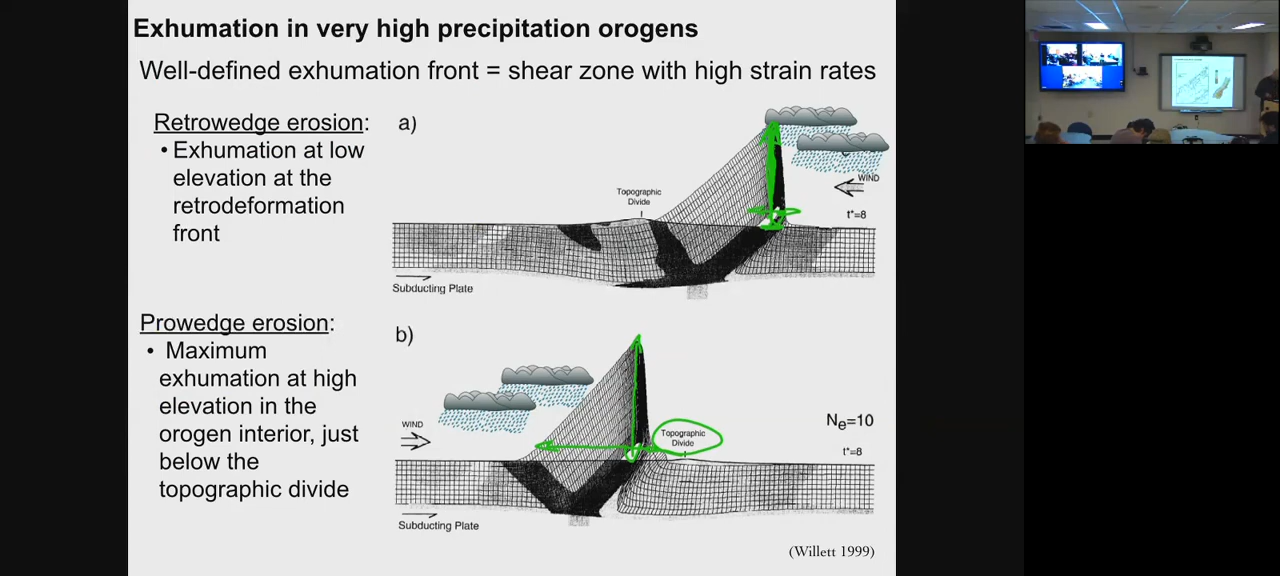 Exhumation in very high precipitation orogens
Well-defined exhumation front = shear zone with high strain rates
Retrowedge erosion:
• Exhumation at low
elevation at the
retrodeformation
front
a)
WIND
Topographic
Divide
t*=8
Subducting Plate
Prowedge erosion:
• Maximum
exhumation at high
elevation in the
orogen interior, just
below the
topographic divide
b)
WIND
Topographic
Divide
Ne=10
t*=8
Subducting Plate
(Willett 1999)